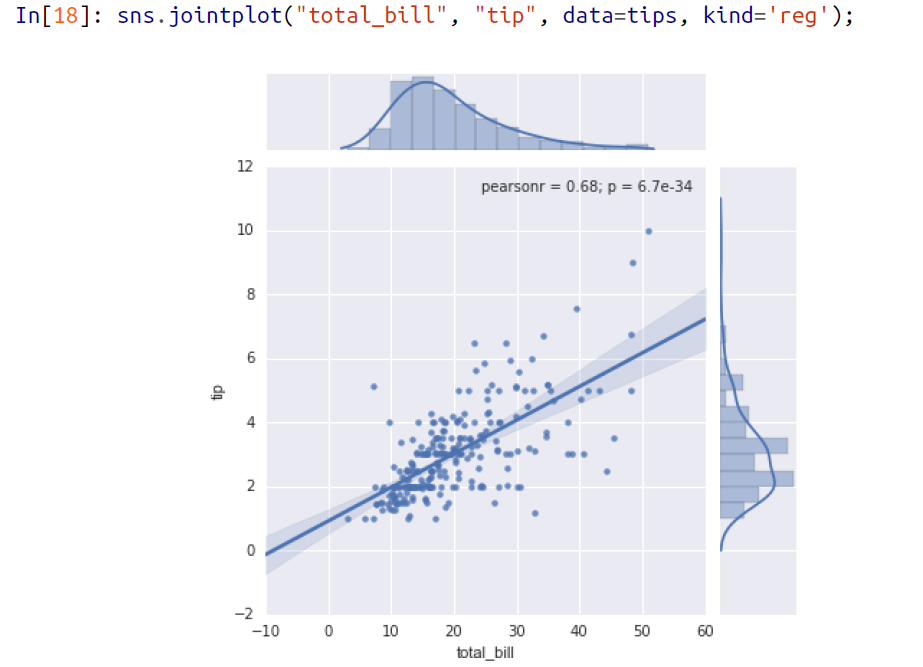 In[18]: sns.jointplot("total_bill", "tip", data=tips, kind='reg');
pearsonr = 0.68; p = 6.7e-34
12
10
8
6
4
2
0
−2
tip
−10 0 10 20 30 40 50 60
total_bill